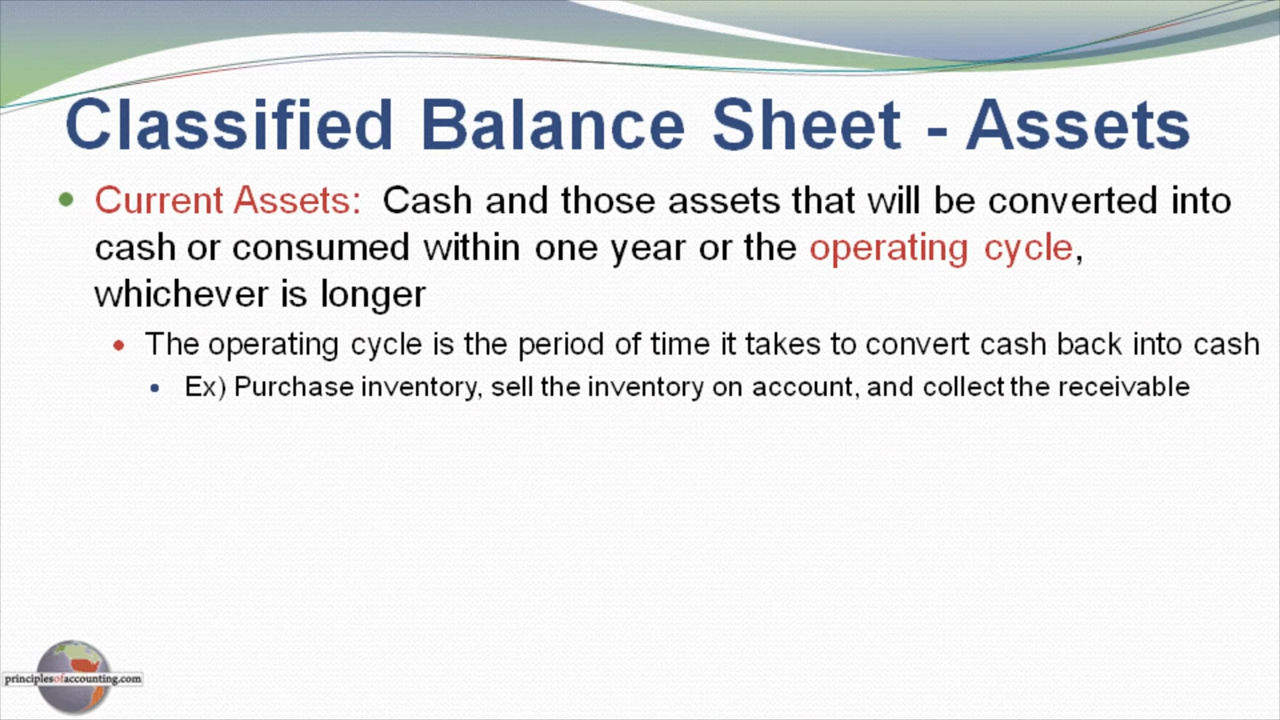 Classified Balance Sheet - Assets
Current Assets: Cash and those assets that will be converted into
cash or consumed within one year or the operating cycle,
whichever is longer
The operating cycle is the period of time it takes to convert cash back into cash
Ex) Purchase inventory, sell the inventory on account, and collect the receivable
principlesofaccounting.com